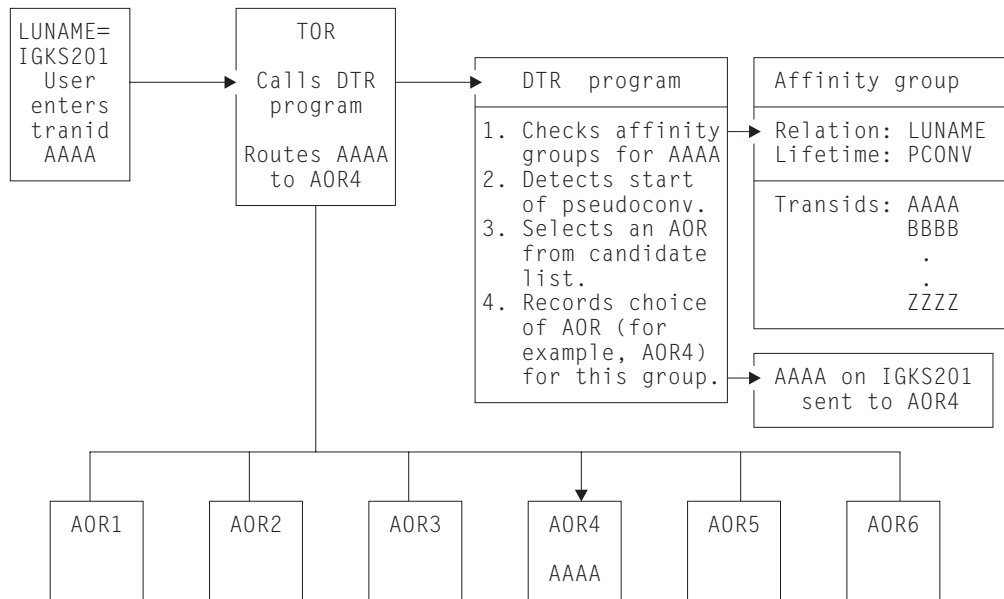 LUNAME=
IGKS201
User
enters
tranid
AAAA
TOR
Calls DTR
program
Routes AAAA
to AOR4
DTR program
1. Checks affinity
groups for AAAA
2. Detects start
of pseudoconv.
3. Selects an AOR
from candidate
list.
4. Records choice
of AOR (for
example, AOR4)
for this group.
Affinity group
Relation: LUNAME
Lifetime: PCONV
Transids: AAAA
BBBB
.
.
ZZZZ
AAAA on IGKS201
sent to AOR4
AOR1
AOR2
AOR3
AOR4
AAAA
AOR5
AOR6